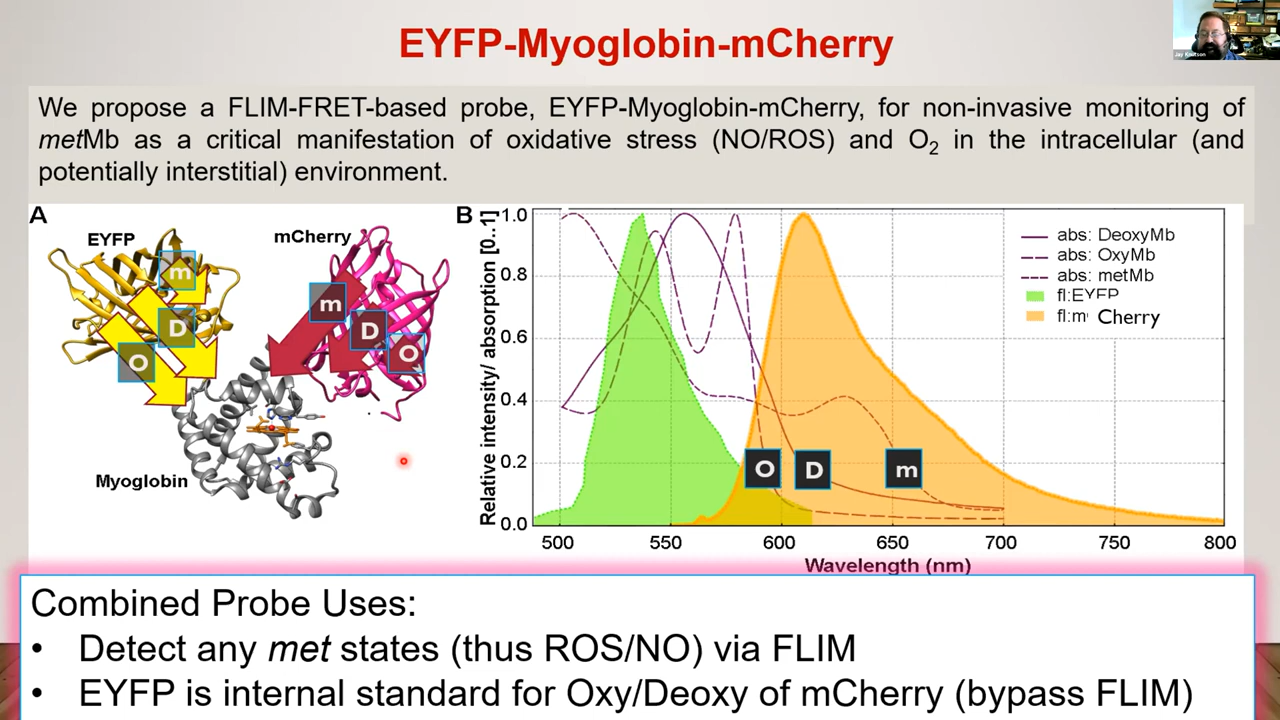 EYFP-Myoglobin-mCherry
Jay Knutson
We propose a FLIM-FRET-based probe, EYFP-Myoglobin-mCherry, for non-invasive monitoring of
metMb as a critical manifestation of oxidative stress (NO/ROS) and O2 in the intracellular (and
potentially interstitial) environment.
A
EYFP
mCherry
m
D
O
m
D
O
Myoglobin
B
Relative intensity/ absorption [0..1]
1.0
0.8
0.6
0.4
0.2
0.0
abs: DeoxyMb
abs: OxyMb
abs: metMb
fl:EYFP
fl:m Cherry
O
D
m
500
550
600
650
700
750
800
Wavelength (nm)
Combined Probe Uses:
• Detect any met states (thus ROS/NO) via FLIM
• EYFP is internal standard for Oxy/Deoxy of mCherry (bypass FLIM)